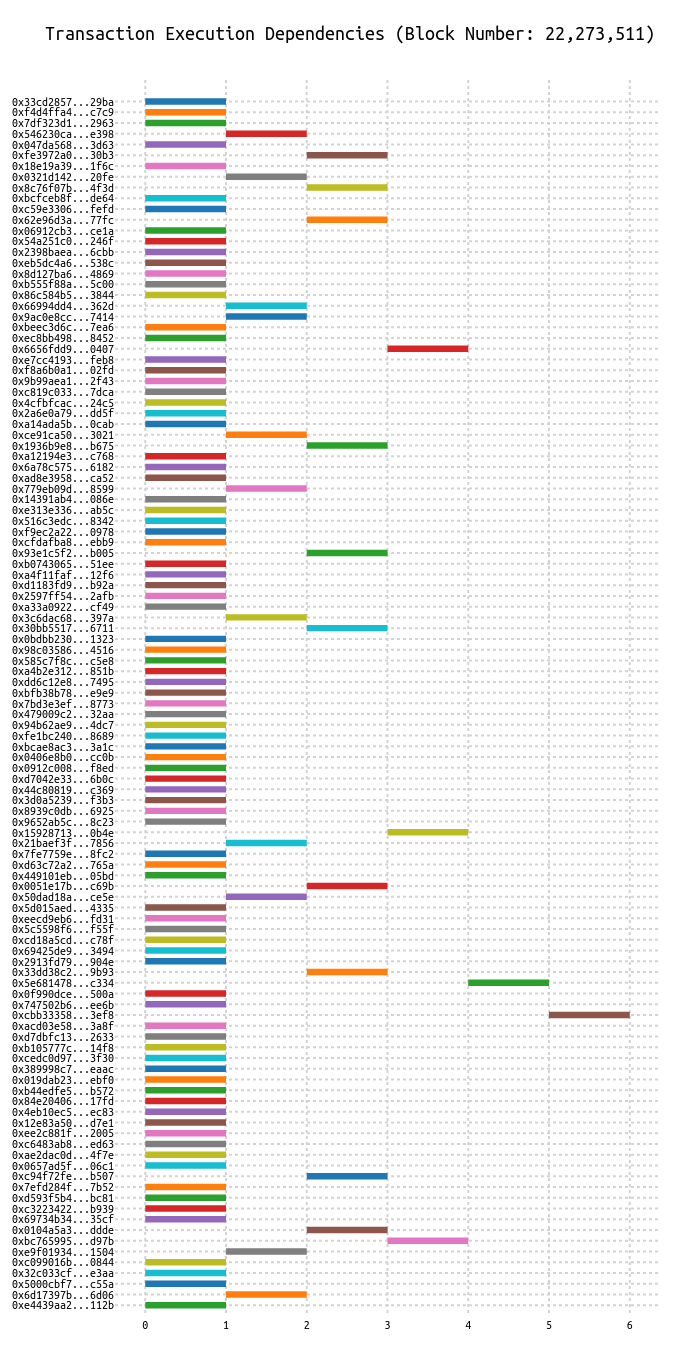 Transaction Execution Dependencies (Block Number: 22,273,511)
0x33cd2857...29ba
0xf4d4ffa4...c7c9
0x7df323d1...2963
0x546230ca...e398
0x047da568...3d63
0xfe3972a0...30b3
0x18e19a39...1f6c
0x0321d142...20fe
0x8c76f07b...4f3d
0xbcfceb8f...de64
0xc59e3306...fefd
0x62e96d3a...77fc
0x06912cb3...ce1a
0x54a251c0...246f
0x2398baea...6cbb
0xeb5dc4a6...538c
0x8d127ba6...4869
0xb555f88a...5c00
0x86c584b5...3844
0x66994dd4...362d
0x9ac0e8cc...7414
0xbeec3d6c...7ea6
0xec8bb498...8452
0x6656fdd9...0407
0xe7cc4193...feb8
0xf8a6b0a1...02fd
0x9b99aea1...2f43
0xc819c033...7dca
0x4cfbfcac...24c5
0x2a6e0a79...dd5f
0xa14ada5b...0cab
0xce91ca50...3021
0x1936b9e8...b675
0xa12194e3...c768
0x6a78c575...6182
0xad8e3958...ca52
0x779eb09d...8599
0x14391ab4...086e
0xe313e336...ab5c
0x516c3edc...8342
0xf9ec2a22...0978
0xcfdafba8...ebb9
0x93e1c5f2...b005
0xb0743065...51ee
0xa4f11faf...12f6
0xd1183fd9...b92a
0x2597ff54...2afb
0xa33a0922...cf49
0x3c6dac68...397a
0x30bb5517...6711
0x0bdbb230...1323
0x98c03586...4516
0x585c7f8c...c5e8
0xa4b2e312...851b
0xdd6c12e8...7495
0xbfb38b78...e9e9
0x7bd3e3ef...8773
0x479009c2...32aa
0x94b62ae9...4dc7
0xfe1bc240...8689
0xbcae8ac3...3a1c
0x0406e8b0...cc0b
0x0912c008...f8ed
0xd7042e33...6b0c
0x44c80819...c369
0x3d0a5239...f3b3
0x8939c0db...6925
0x9652ab5c...8c23
0x15928713...0b4e
0x21baef3f...7856
0x7fe7759e...8fc2
0xd63c72a2...765a
0x449101eb...05bd
0x0051e17b...c69b
0x50dad18a...ce5e
0x5d015aed...4335
0xeecd9eb6...fd31
0x5c5598f6...f55f
0xcd18a5cd...c78f
0x69425de9...3494
0x2913fd79...904e
0x33dd38c2...9b93
0x5e681478...c334
0x0f990dce...500a
0x747502b6...ee6b
0xcbb33358...3ef8
0xacd03e58...3a8f
0xd7dbfc13...2633
0xb105777c...14f8
0xcedc0d97...3f30
0x389998c7...eaac
0x019dab23...ebf0
0xb44edfe5...b572
0x84e20406...17fd
0x4eb10ec5...ec83
0x12e83a50...d7e1
0xee2c881f...2005
0xc6483ab8...ed63
0xae2dac0d...4f7e
0x0657ad5f...06c1
0xc94f72fe...b507
0x7efd284f...7b52
0xd593f5b4...bc81
0xc3223422...b939
0x69734b34...35cf
0x0104a5a3...ddde
0xbc765995...d97b
0xe9f01934...1504
0xc099016b...0844
0x32c033cf...e3aa
0x5000cbf7...c55a
0x6d17397b...6d06
0xe4439aa2...112b
0 1 2 3 4 5 6